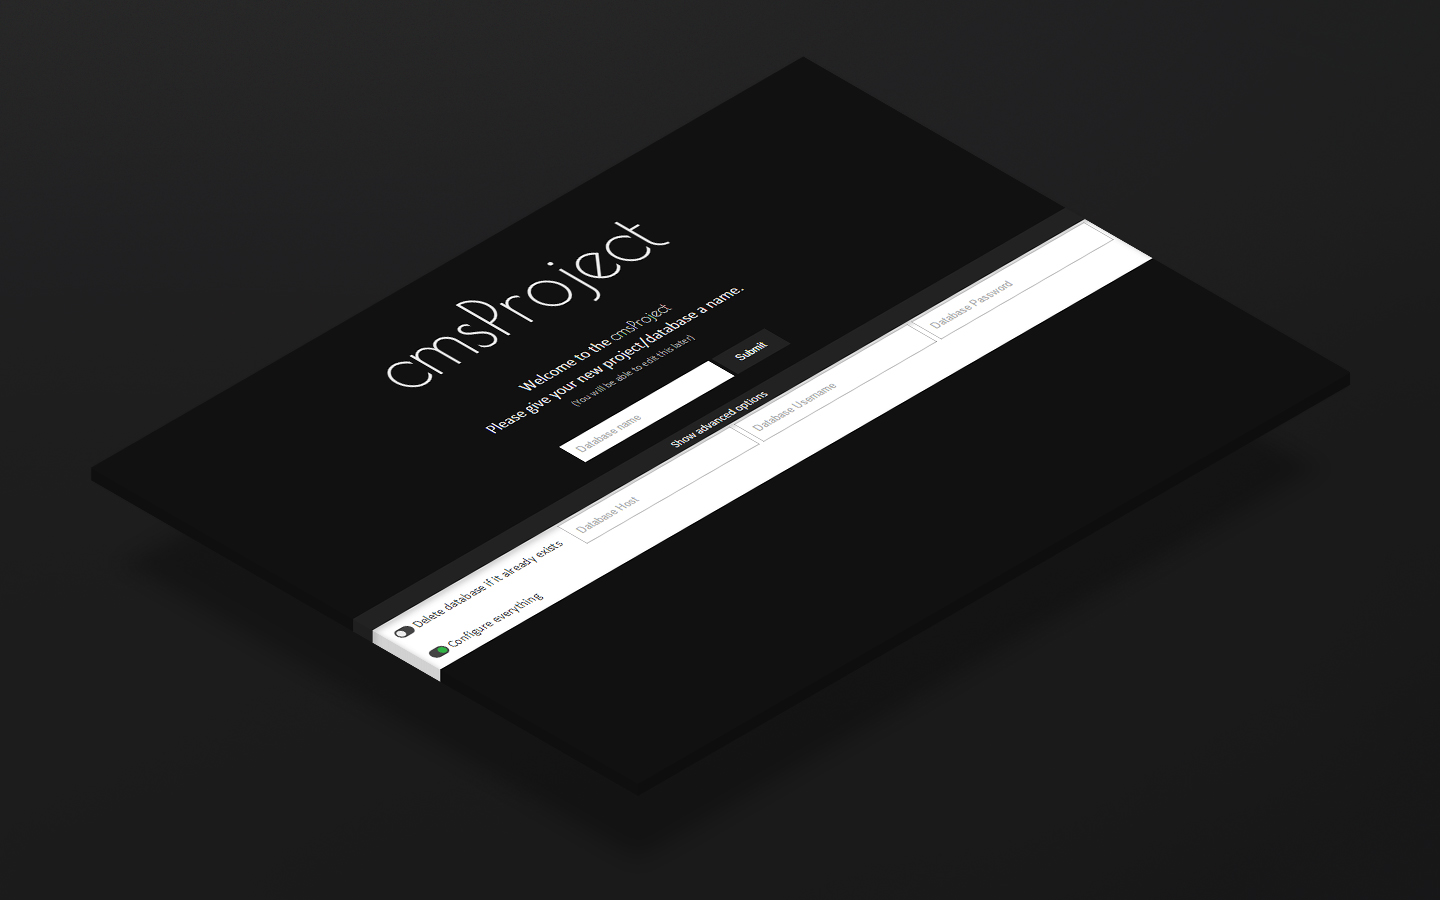 cmsProject
Welcome to the cmsProject
Please give your new project/database a name.
(You will be able to edit this later)
Database name
Submit
Show advanced options
Delete database if it already exists
Configure everything
Database Host
Database Username
Database Password